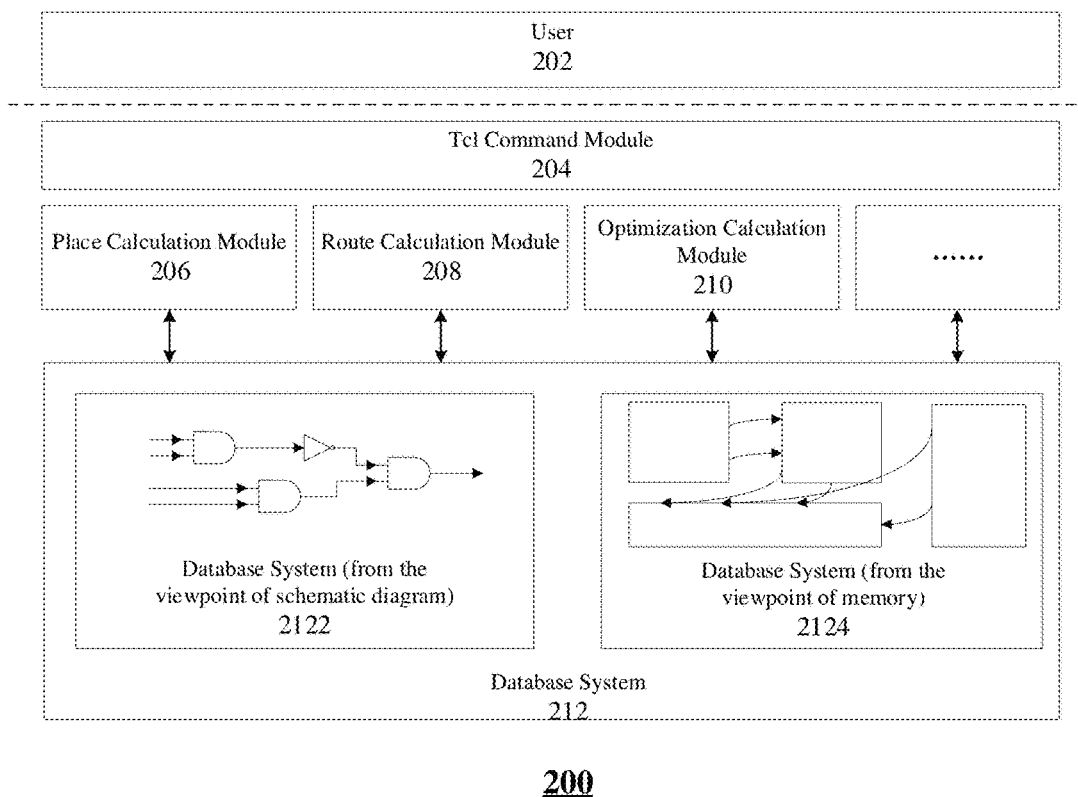 User
202
Tcl Command Module
204
Place Calculation Module
206
Route Calculation Module
208
Optimization Calculation
Module
210
......
Database System (from the
viewpoint of schematic diagram)
2122
Database System (from the
viewpoint of memory)
2124
Database System
212
200